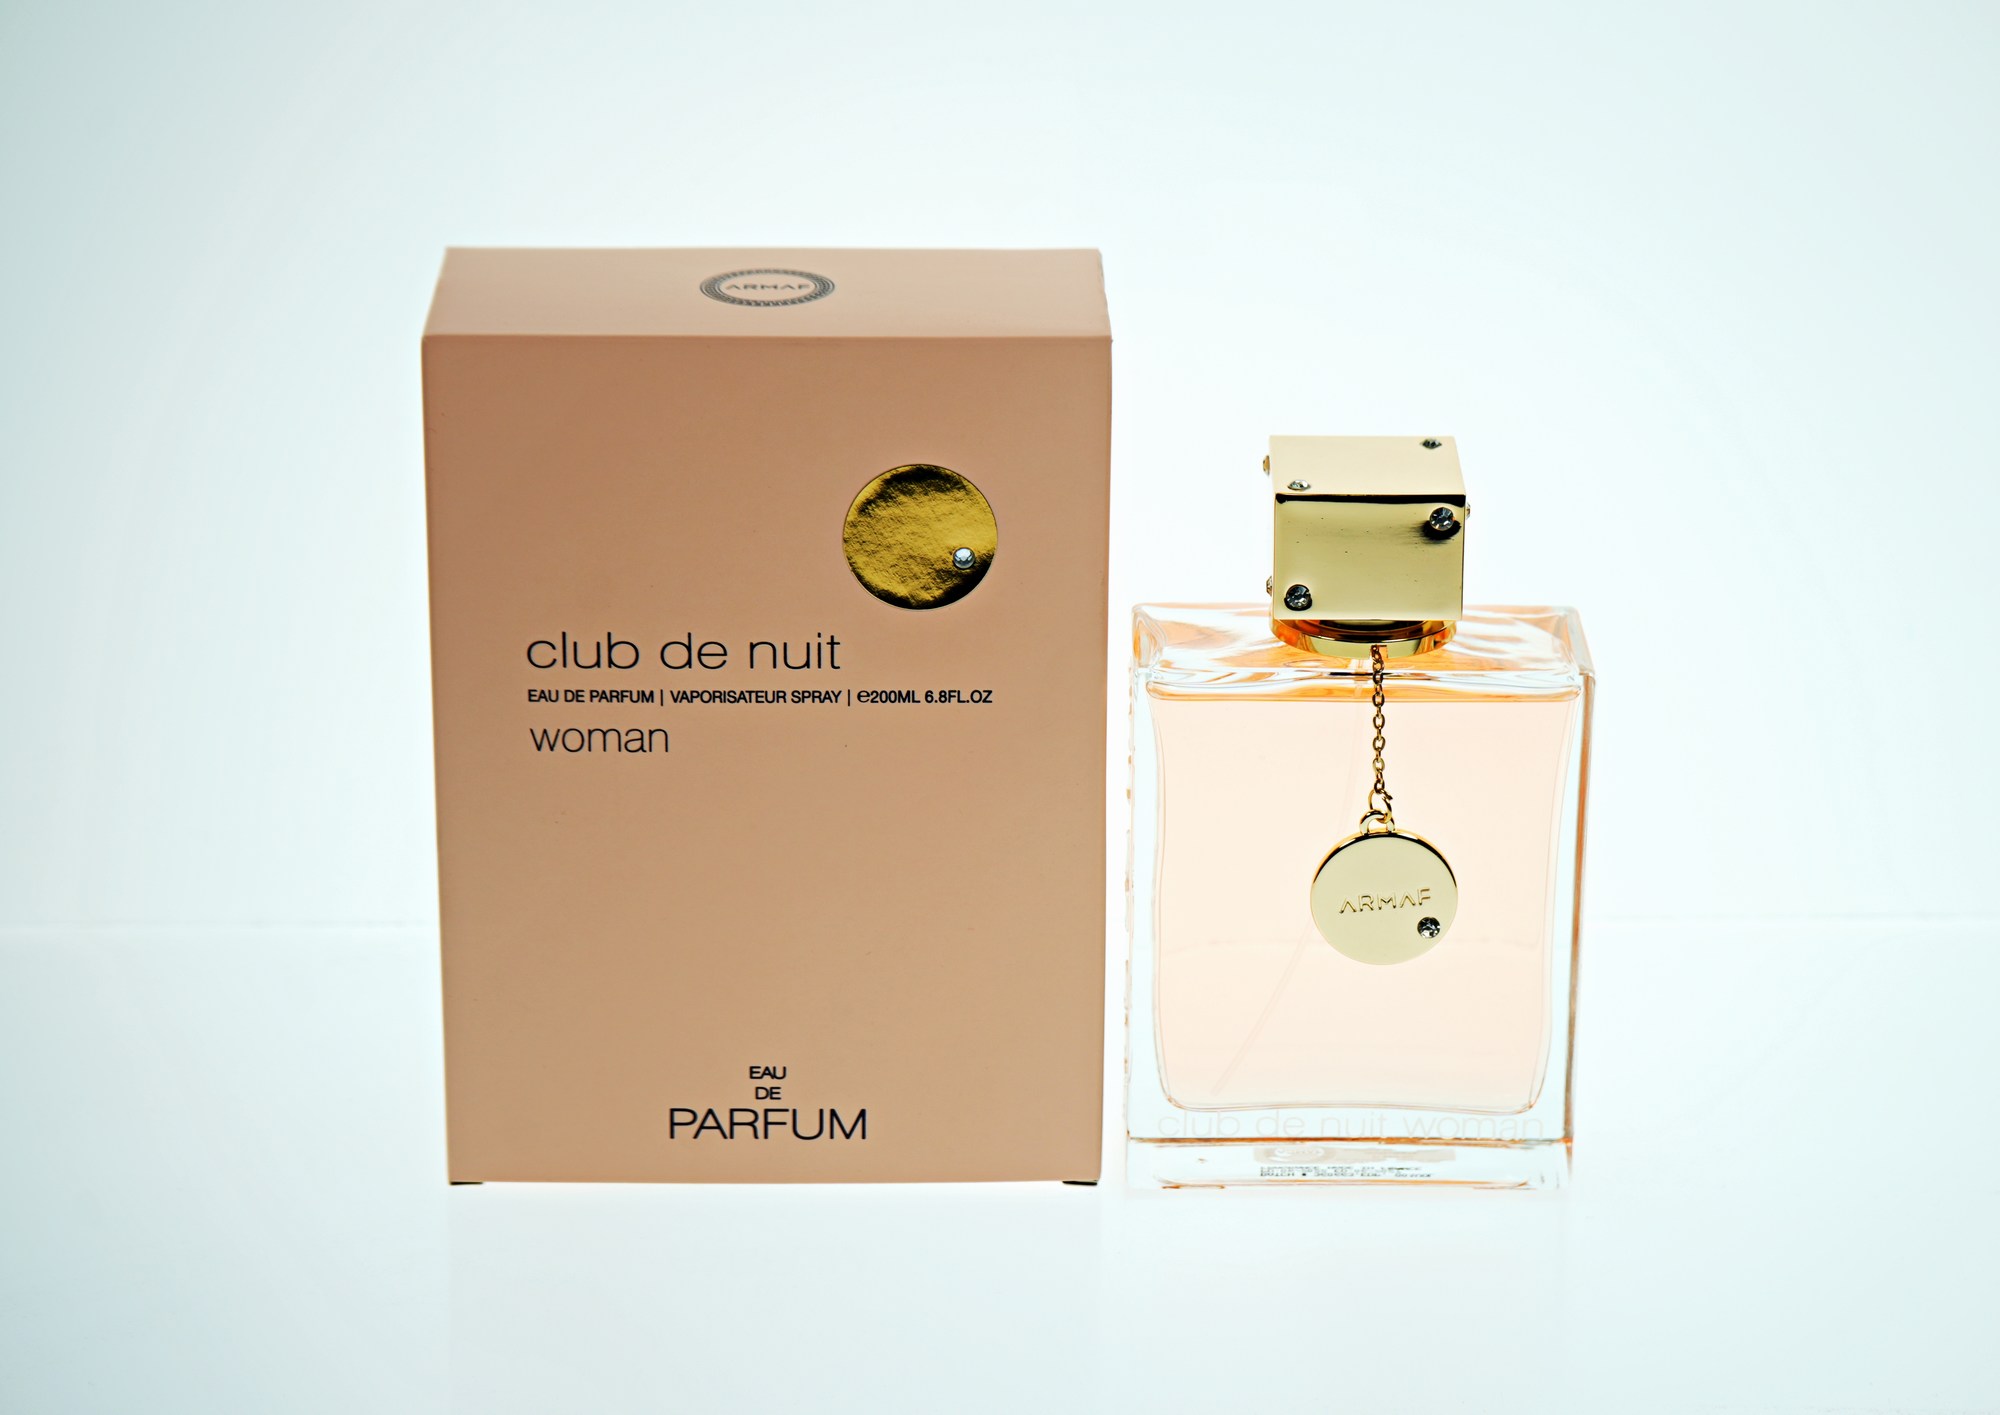 ARMAF
club de nuit
EAU DE PARFUM | VAPORISATEUR SPRAY | ℮200ML 6.8FL.OZ
woman
EAU
DE
PARFUM
ARMAF
club de nuit woman